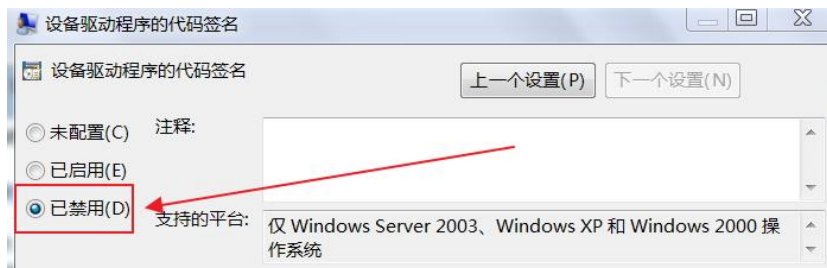 设备驱动程序的代码签名
设备驱动程序的代码签名
上一个设置(P)
下一个设置(N)
未配置(C)
注释:
已启用(E)
已禁用(D)
支持的平台:
仅 Windows Server 2003、Windows XP 和 Windows 2000 操
作系统